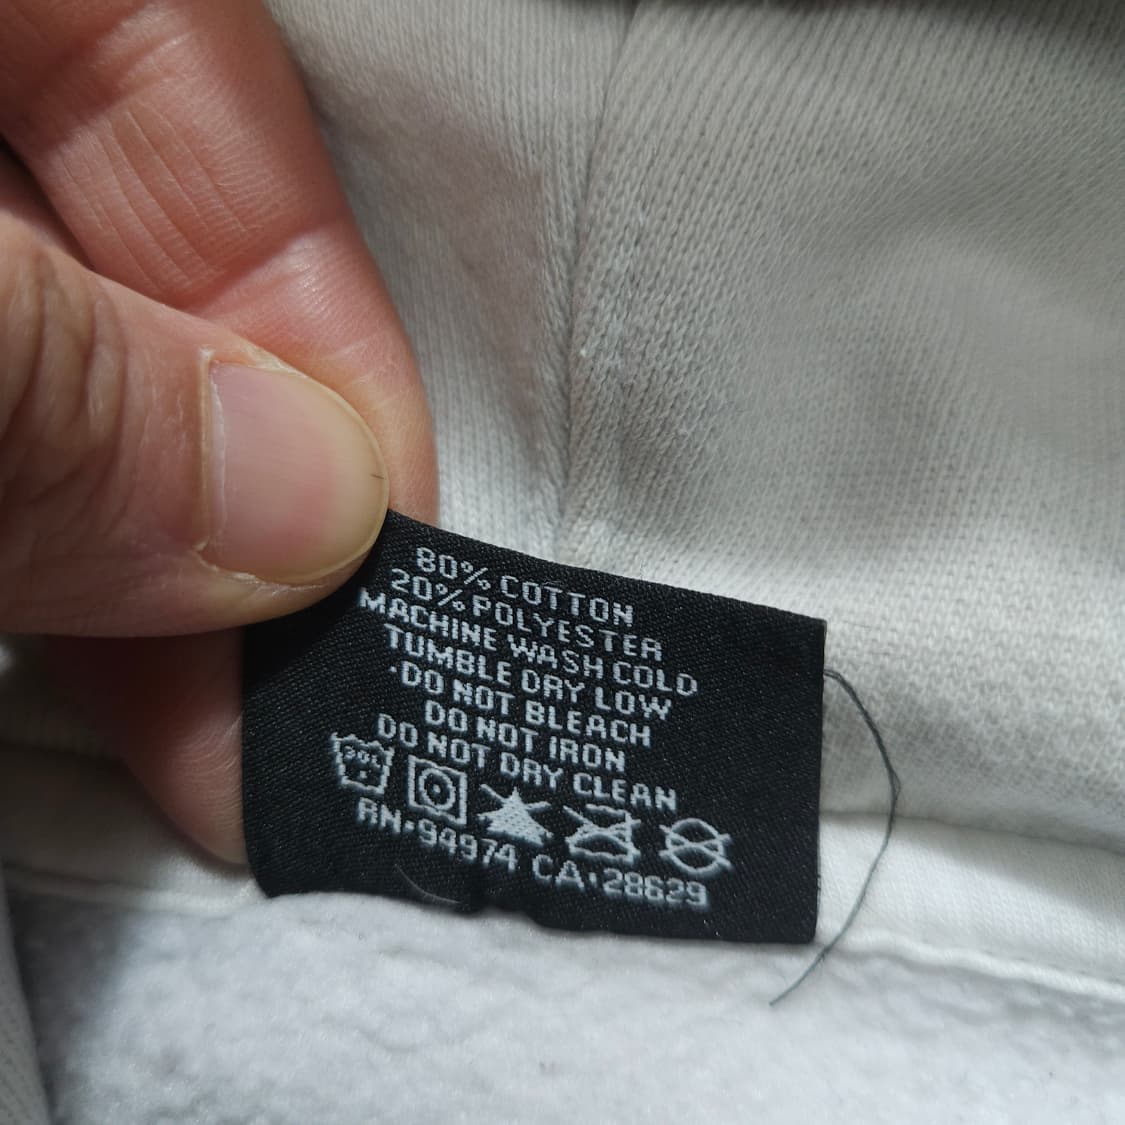 80% COTTON
20% POLYESTER
MACHINE WASH COLD
TUMBLE DRY LOW
·DO NOT BLEACH
DO NOT IRON
DO NOT DRY CLEAN
RN·94974 CA·28629